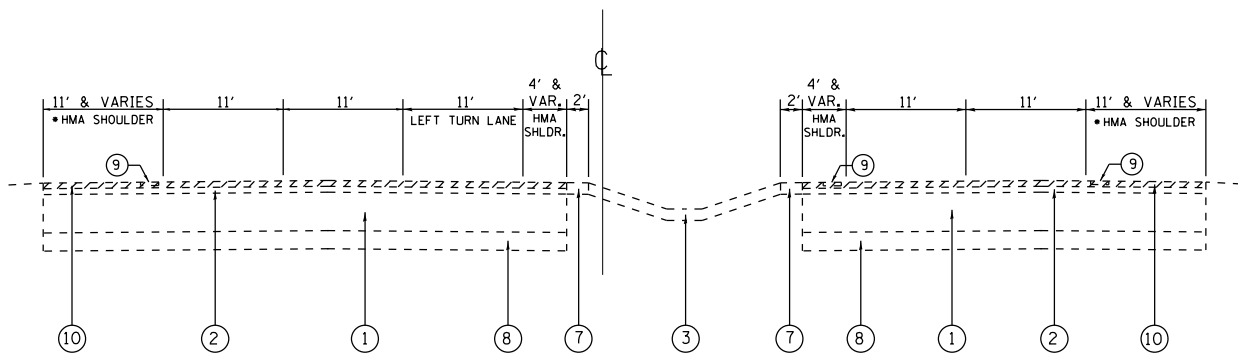 ℄
4' &
4' &
11' & VARIES 11' 11' 11' VAR. 2'
2' VAR. 11' 11' 11' & VARIES
* HMA SHOULDER LEFT TURN LANE HMA
SHLDR.
HMA
SHLDR.
* HMA SHOULDER
9 9 9
10 2 1 8 7 3 7 8 1 2 10